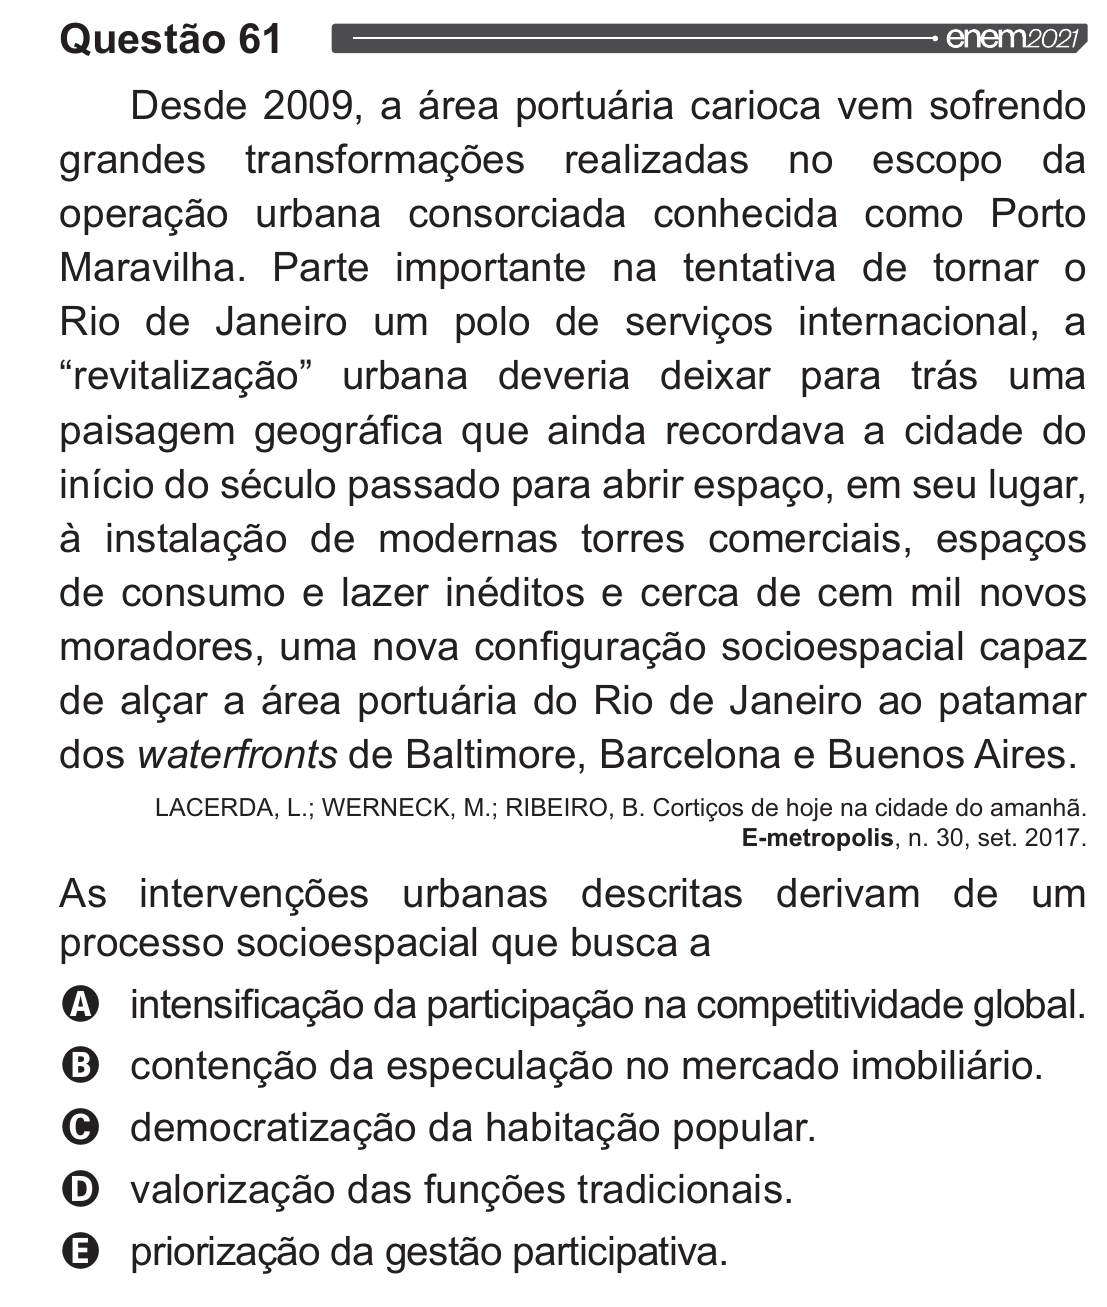 Questão 61
enem2021
Desde 2009, a área portuária carioca vem sofrendo
grandes transformações realizadas no escopo da
operação urbana consorciada conhecida como Porto
Maravilha. Parte importante na tentativa de tornar o
Rio de Janeiro um polo de serviços internacional, a
“revitalização” urbana deveria deixar para trás uma
paisagem geográfica que ainda recordava a cidade do
início do século passado para abrir espaço, em seu lugar,
à instalação de modernas torres comerciais, espaços
de consumo e lazer inéditos e cerca de cem mil novos
moradores, uma nova configuração socioespacial capaz
de alçar a área portuária do Rio de Janeiro ao patamar
dos waterfronts de Baltimore, Barcelona e Buenos Aires.
LACERDA, L.; WERNECK, M.; RIBEIRO, B. Cortiços de hoje na cidade do amanhã.
E-metropolis, n. 30, set. 2017.
As intervenções urbanas descritas derivam de um
processo socioespacial que busca a
A intensificação da participação na competitividade global.
B contenção da especulação no mercado imobiliário.
C democratização da habitação popular.
D valorização das funções tradicionais.
E priorização da gestão participativa.